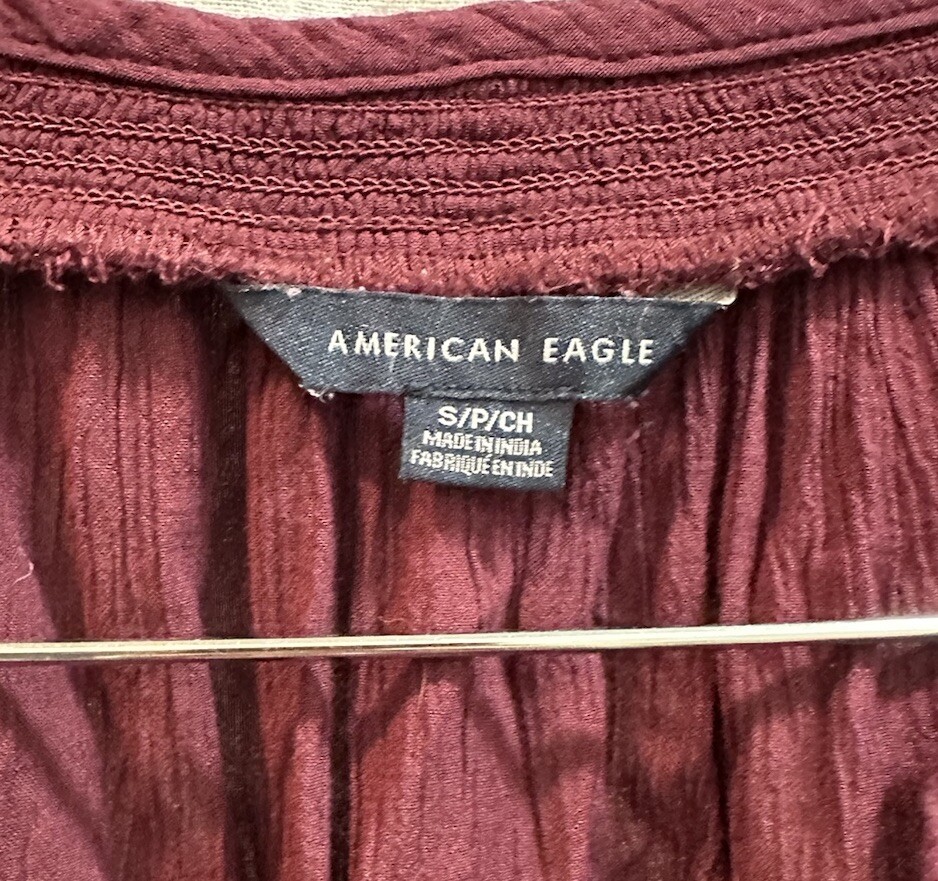 AMERICAN EAGLE
S/P/CH
MADE IN INDIA
FABRIQUÉ EN INDE